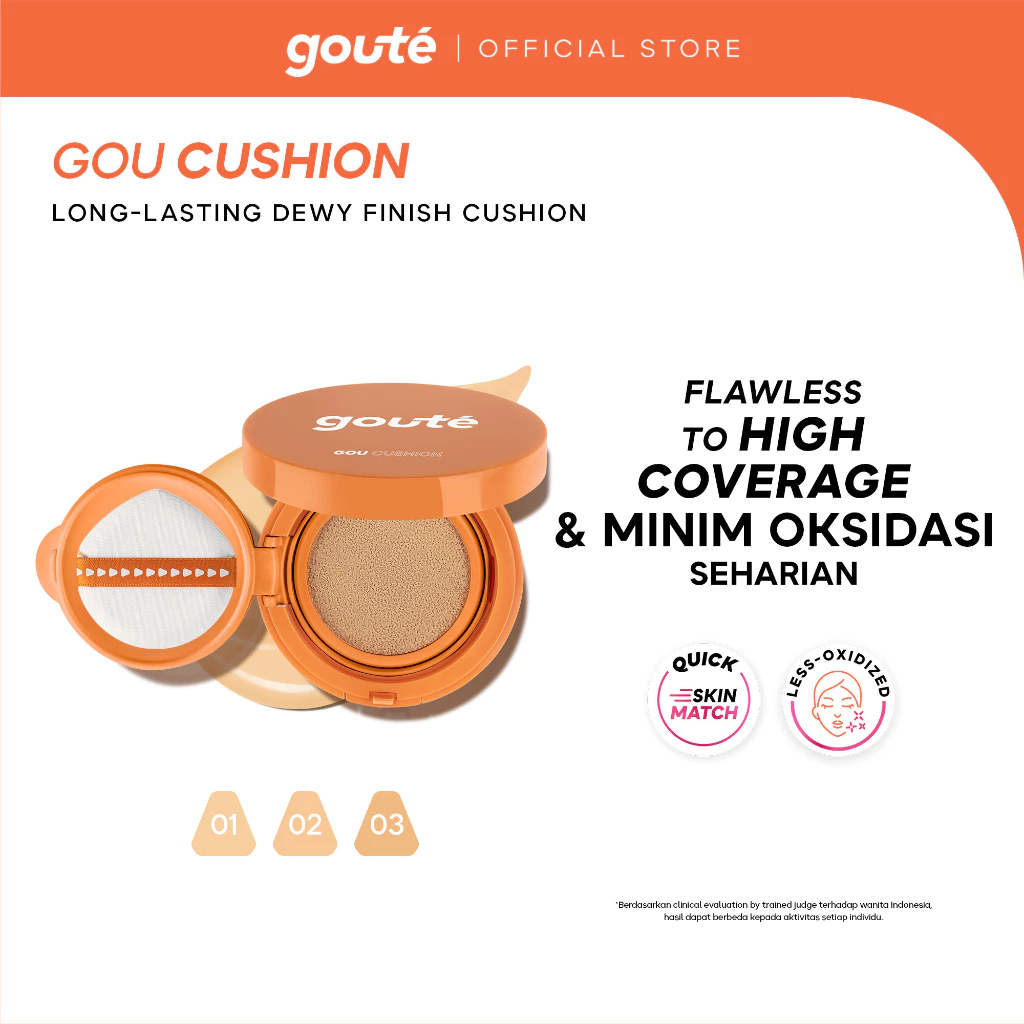 gouté | OFFICIAL STORE
GOU CUSHION
LONG-LASTING DEWY FINISH CUSHION
gouté
GOU CUSHION
FLAWLESS
TO HIGH
COVERAGE
& MINIM OKSIDASI
SEHARIAN
QUICK
SKIN
MATCH
LESS-OXIDIZED
01 02 03
*Berdasarkan clinical evaluation by trained judge terhadap wanita Indonesia,
hasil dapat berbeda kepada aktivitas setiap individu.